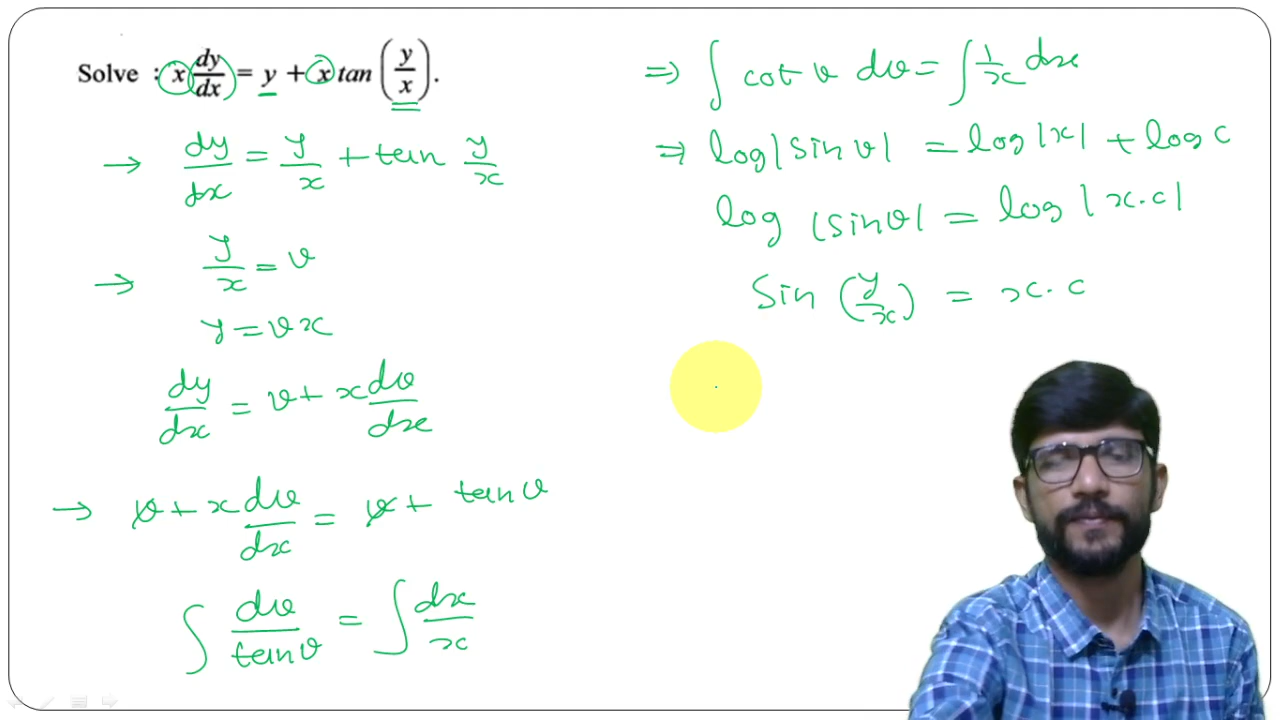 Solve : x dy/dx = y + x tan (y/x).
→ dy/dx = y/x + tan y/x
→ y/x = v
y = vx
dy/dx = v + x dv/dx
→ v + x dv/dx = v + tan v
∫ dv/tan v = ∫ dx/x
⇒ ∫ cot v dv = ∫ 1/x dx
⇒ log|sin v| = log|x| + log c
log |sin v| = log |x.c|
Sin (y/x) = x.c